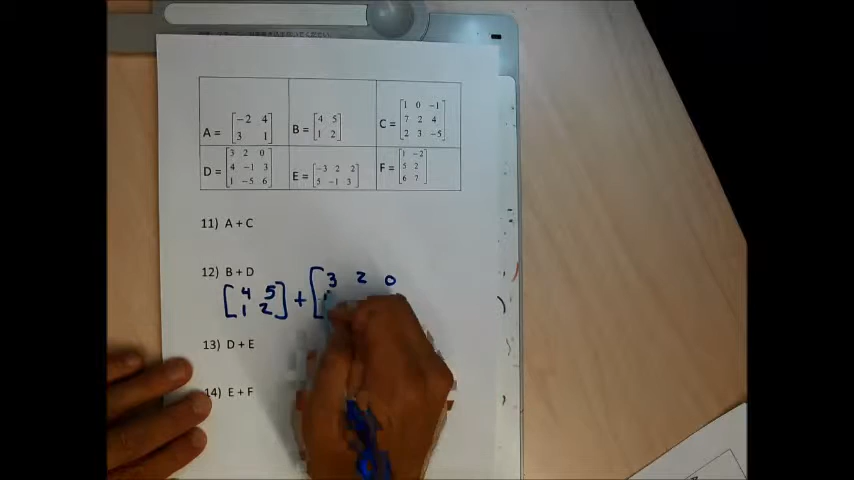 A = [-2 4 B = [4 5 C = [1 0 -1
3 1] 1 2] 7 2 4
2 3 -5]
D = [3 2 0 E = [-3 2 2 F = [1 -2
4 -1 3 5 -1 3] 5 2
1 -5 6] 6 7]
11) A + C
12) B + D
[4 5 + [3 2 0
1 2]
13) D + E
14) E + F